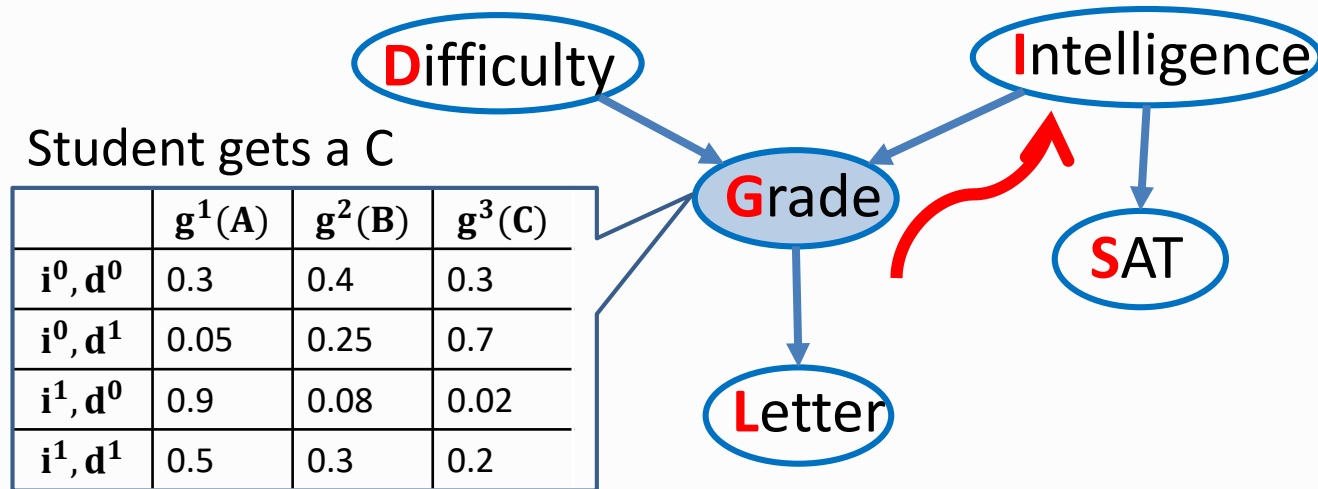 Difficulty
Intelligence
Student gets a C
Grade
SAT
Letter
g¹(A) g²(B) g³(C)
i⁰, d⁰ 0.3 0.4 0.3
i⁰, d¹ 0.05 0.25 0.7
i¹, d⁰ 0.9 0.08 0.02
i¹, d¹ 0.5 0.3 0.2